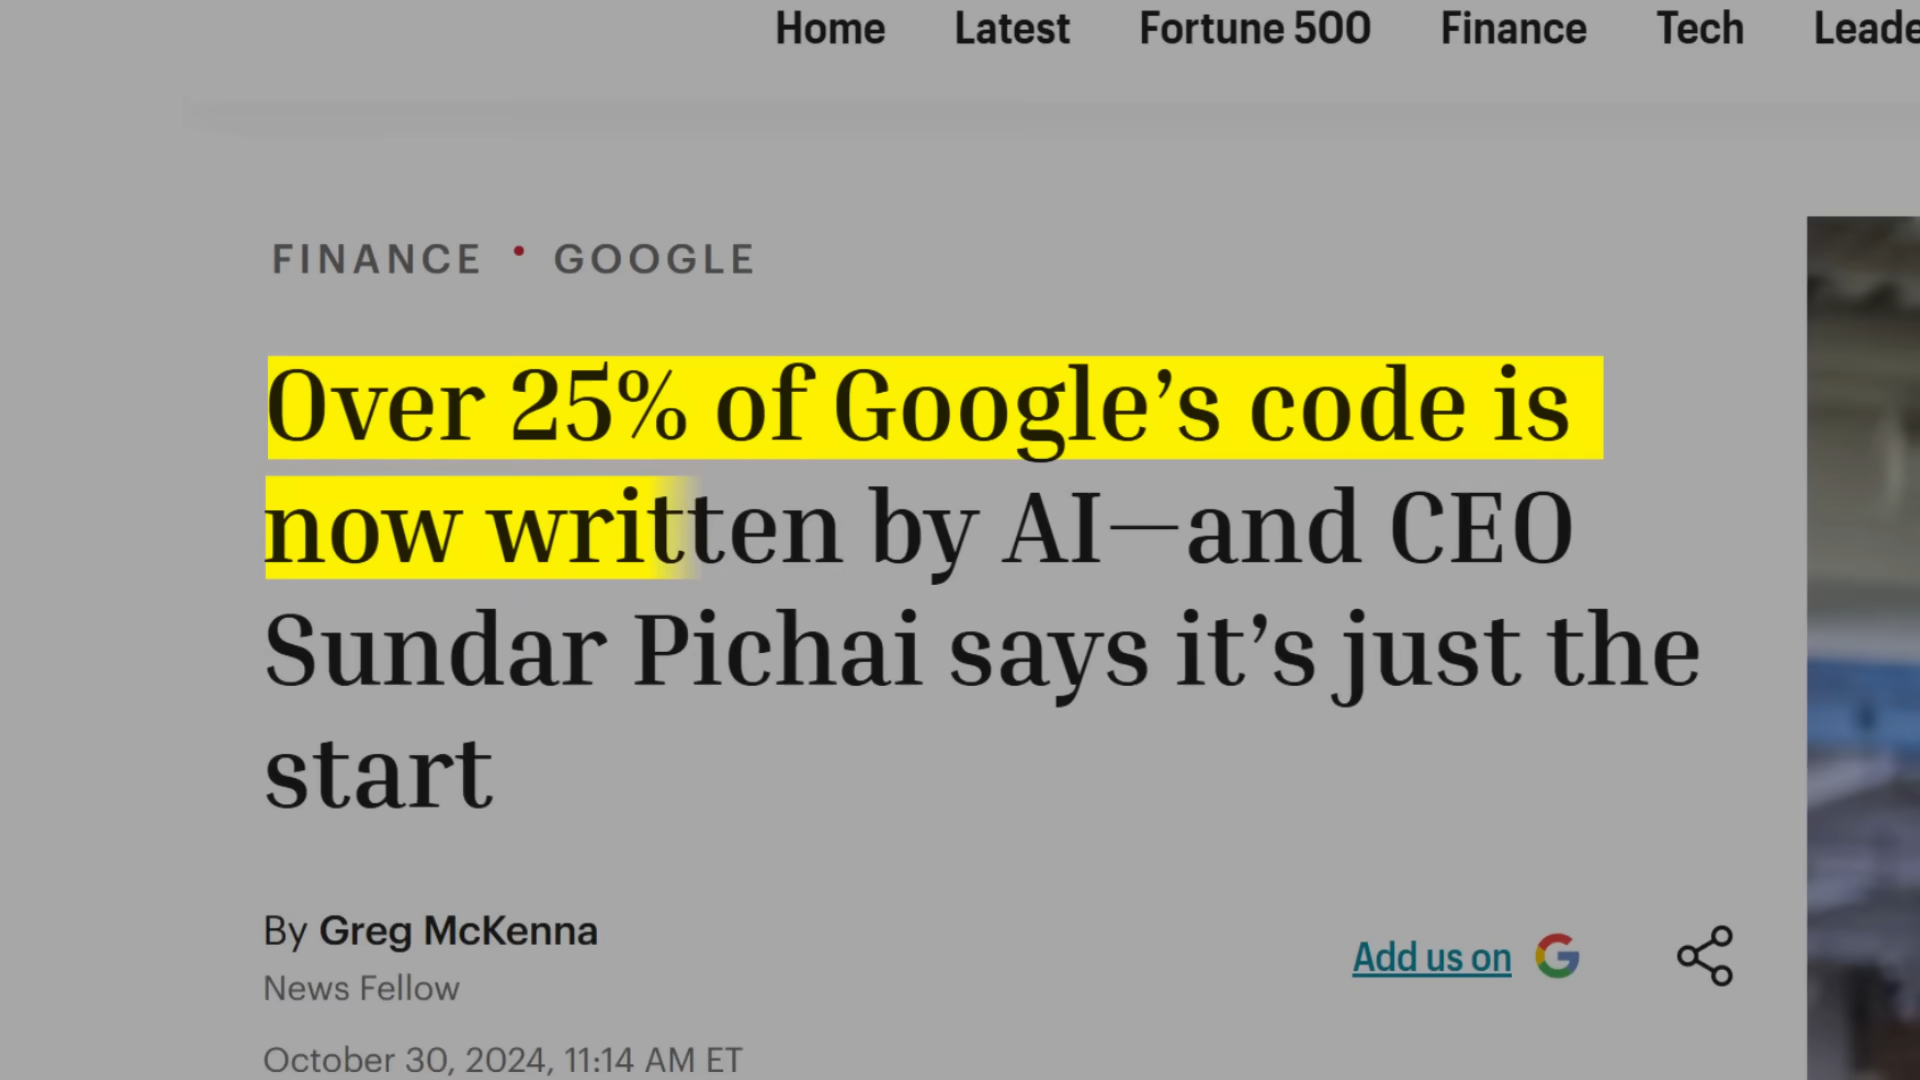 Home Latest Fortune 500 Finance Tech Leade
FINANCE • GOOGLE
Over 25% of Google’s code is
now written by AI—and CEO
Sundar Pichai says it’s just the
start
By Greg McKenna
News Fellow
Add us on
October 30, 2024, 11:14 AM ET